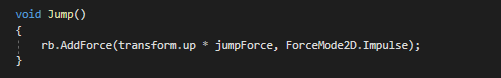 void Jump()
{
    rb.AddForce(transform.up * jumpForce, ForceMode2D.Impulse);
}